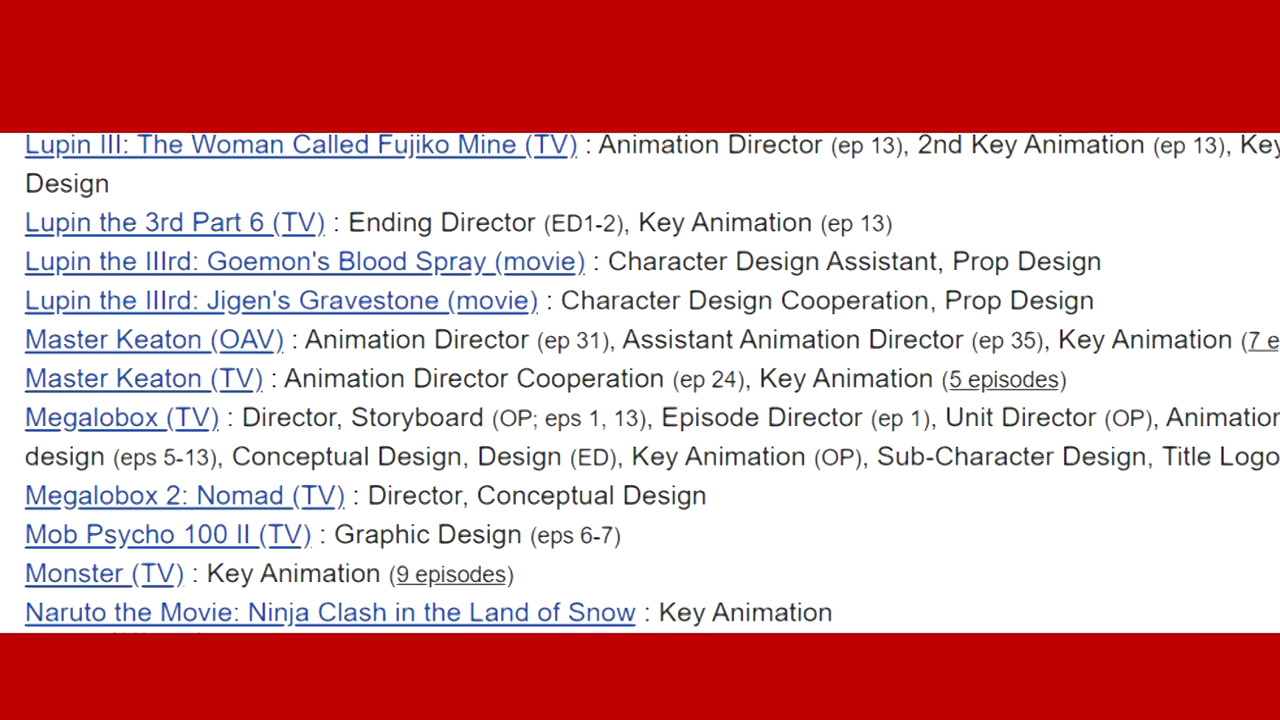 Lupin III: The Woman Called Fujiko Mine (TV) : Animation Director (ep 13), 2nd Key Animation (ep 13), Key
Design
Lupin the 3rd Part 6 (TV) : Ending Director (ED1-2), Key Animation (ep 13)
Lupin the IIIrd: Goemon's Blood Spray (movie) : Character Design Assistant, Prop Design
Lupin the IIIrd: Jigen's Gravestone (movie) : Character Design Cooperation, Prop Design
Master Keaton (OAV) : Animation Director (ep 31), Assistant Animation Director (ep 35), Key Animation (7 e
Master Keaton (TV) : Animation Director Cooperation (ep 24), Key Animation (5 episodes)
Megalobox (TV) : Director, Storyboard (OP; eps 1, 13), Episode Director (ep 1), Unit Director (OP), Animation
design (eps 5-13), Conceptual Design, Design (ED), Key Animation (OP), Sub-Character Design, Title Logo
Megalobox 2: Nomad (TV) : Director, Conceptual Design
Mob Psycho 100 II (TV) : Graphic Design (eps 6-7)
Monster (TV) : Key Animation (9 episodes)
Naruto the Movie: Ninja Clash in the Land of Snow : Key Animation